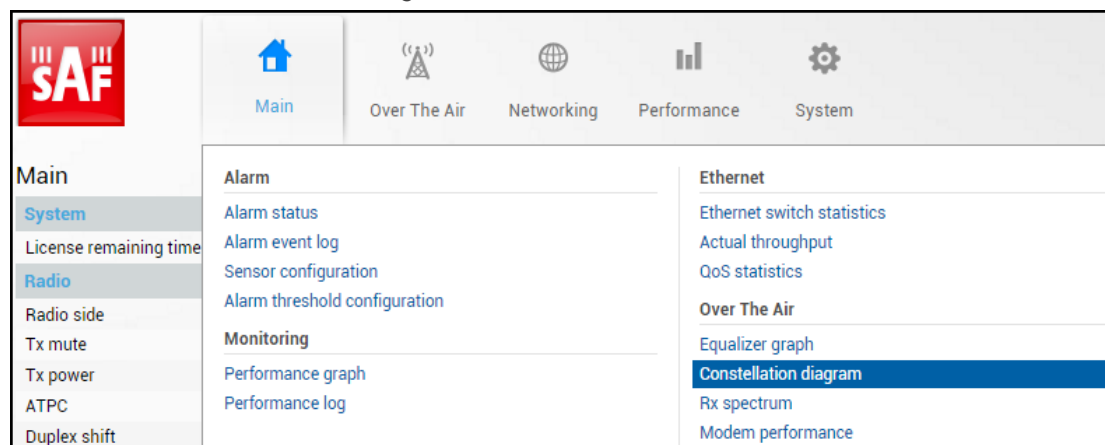 SAF
Main
Over The Air
Networking
Performance
System
Main
System
License remaining time
Radio
Radio side
Tx mute
Tx power
ATPC
Duplex shift
Alarm
Alarm status
Alarm event log
Sensor configuration
Alarm threshold configuration
Monitoring
Performance graph
Performance log
Ethernet
Ethernet switch statistics
Actual throughput
QoS statistics
Over The Air
Equalizer graph
Constellation diagram
Rx spectrum
Modem performance